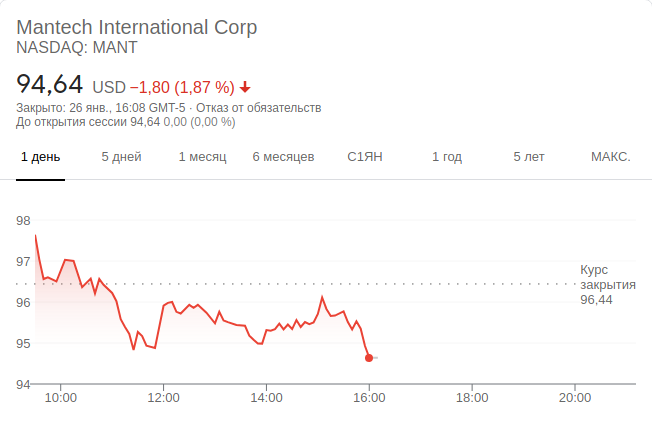 Mantech International Corp
NASDAQ: MANT
94,64 USD −1,80 (1,87 %)
Закрыто: 26 янв., 16:08 GMT-5 · Отказ от обязательств
До открытия сессии 94,64 0,00 (0,00 %)
1 день 5 дней 1 месяц 6 месяцев С1ЯН 1 год 5 лет МАКС.
98
97
Курс
закрытия
96,44
96
95
94
10:00 12:00 14:00 16:00 18:00 20:00